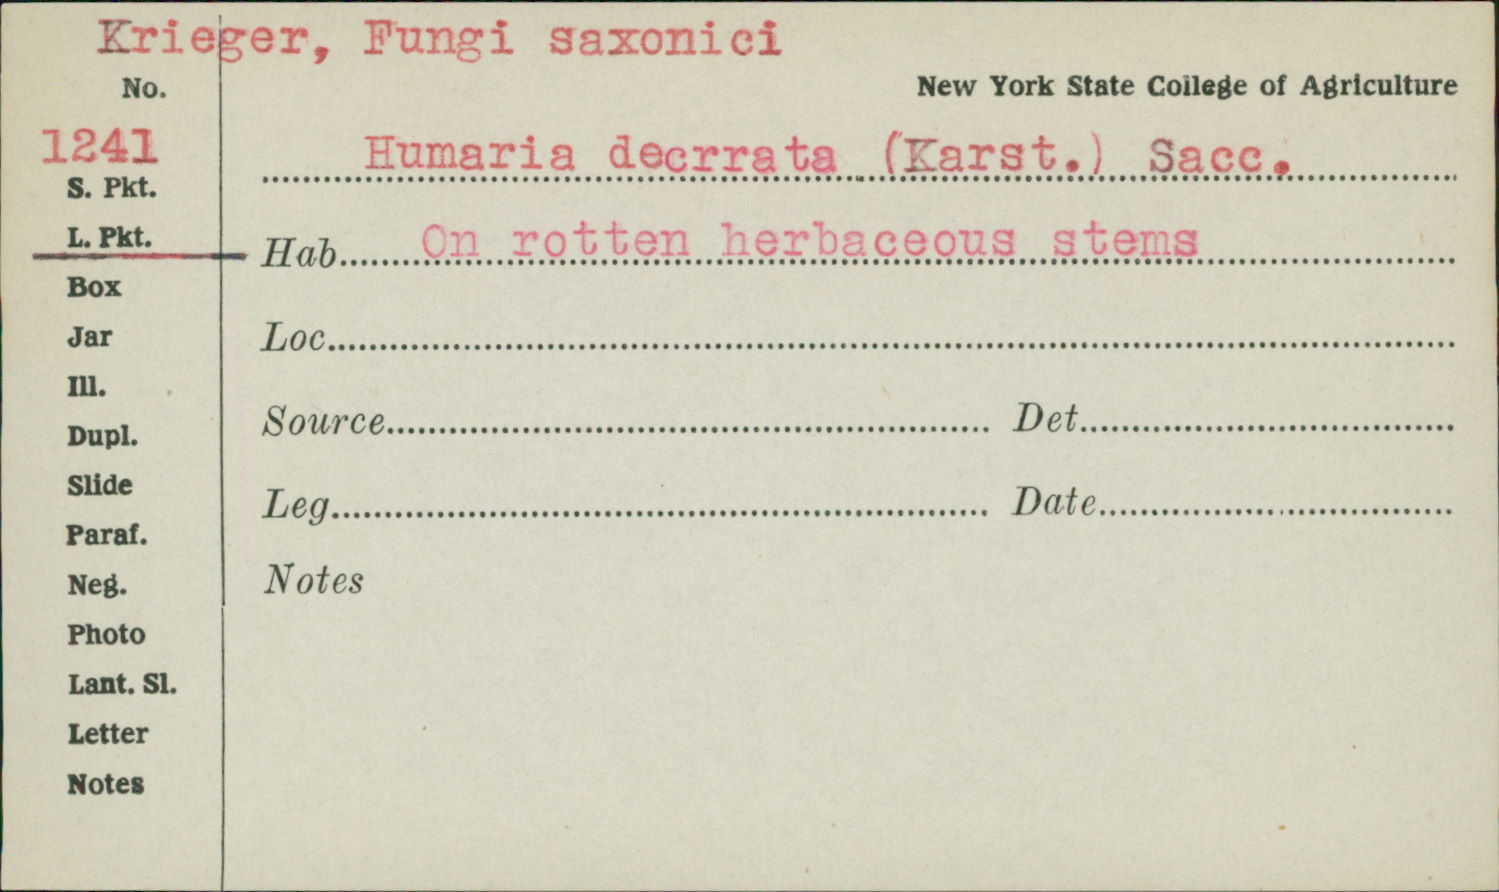 Krieger, Fungi saxonici
No.
New York State College of Agriculture
1241
Humaria decrrata (Karst.) Sacc.
S. Pkt.
L. Pkt.
Hab. On rotten herbaceous stems
Box
Jar
Loc.
Ill.
Dupl.
Source Det.
Slide
Leg. Date
Paraf.
Neg.
Notes
Photo
Lant. Sl.
Letter
Notes